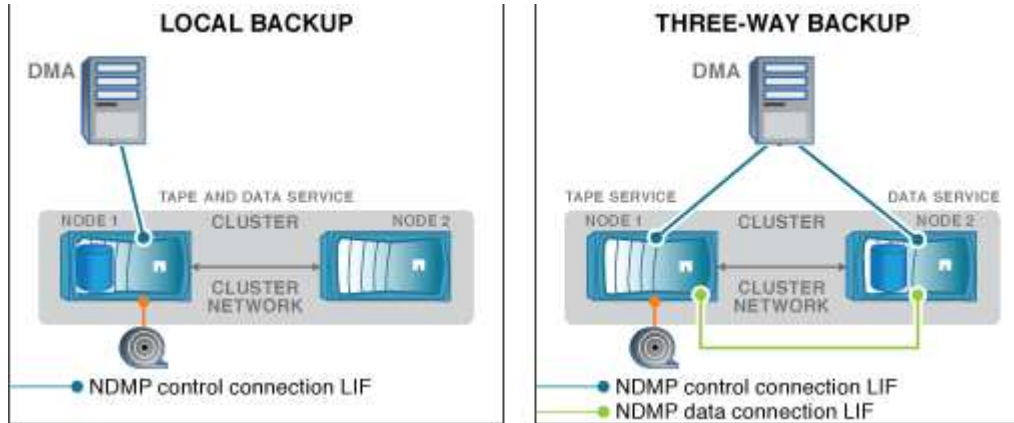 LOCAL BACKUP
DMA
TAPE AND DATA SERVICE
NODE 1
CLUSTER
NODE 2
CLUSTER
NETWORK
NDMP control connection LIF
THREE-WAY BACKUP
DMA
TAPE SERVICE
DATA SERVICE
NODE 1
CLUSTER
NODE 2
CLUSTER
NETWORK
NDMP control connection LIF
NDMP data connection LIF